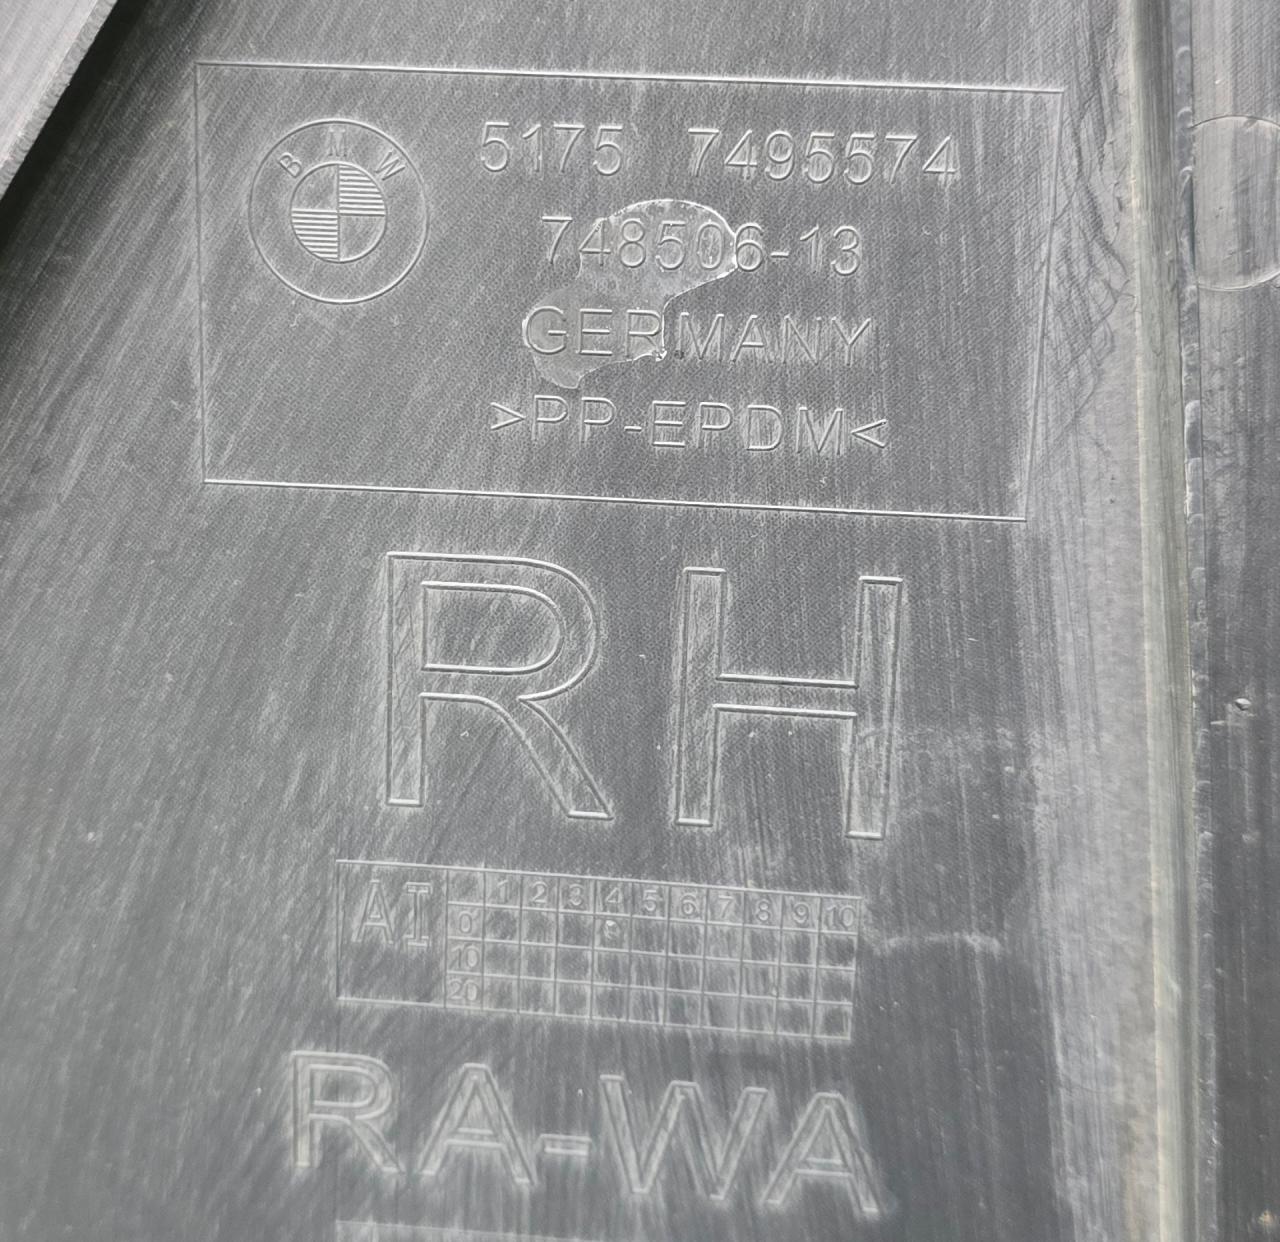 BMW
5175 7495574
748506-13
GERMANY
>PP-EPDM<
RH
AI
1 2 3 4 5 6 7 8 9 10
0
10
20
RA-WA